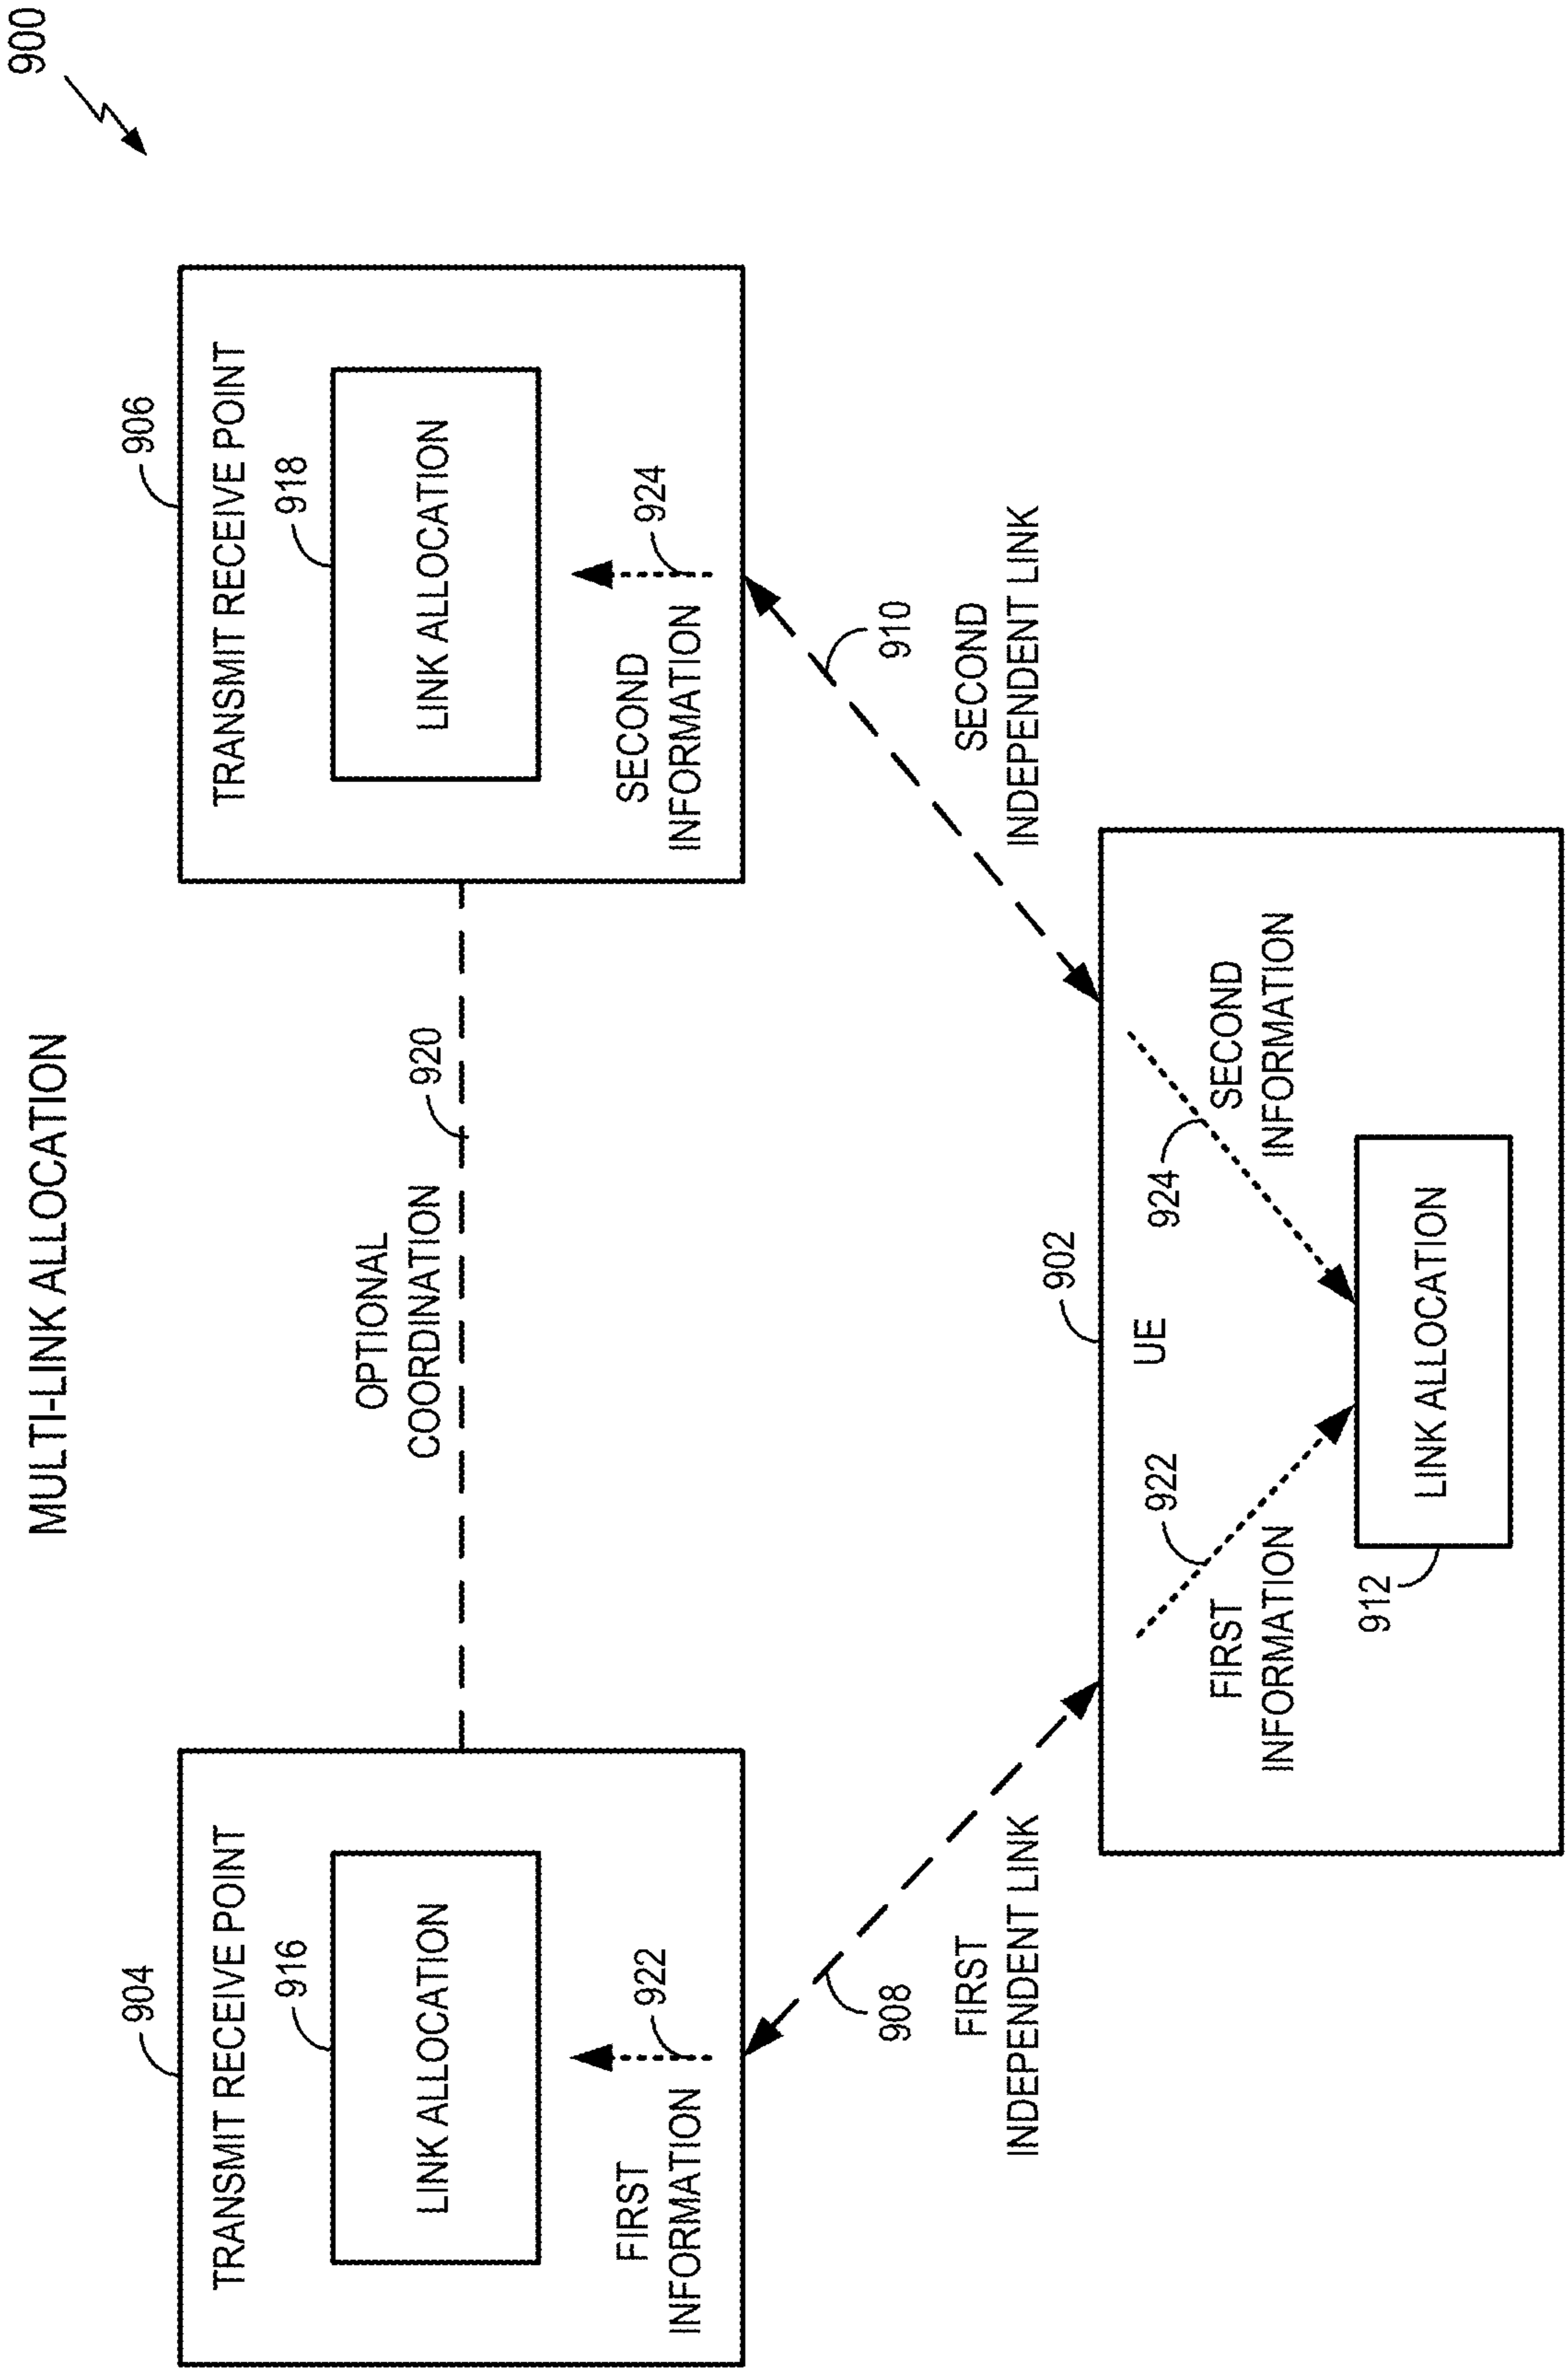 MULTI-LINK ALLOCATION
900
904
TRANSMIT RECEIVE POINT
916
LINK ALLOCATION
FIRST
INFORMATION
922
OPTIONAL
COORDINATION
920
906
TRANSMIT RECEIVE POINT
918
LINK ALLOCATION
SECOND
INFORMATION
924
908
FIRST
INDEPENDENT LINK
910
SECOND
INDEPENDENT LINK
902
UE
922
FIRST
INFORMATION
924
SECOND
INFORMATION
912
LINK ALLOCATION